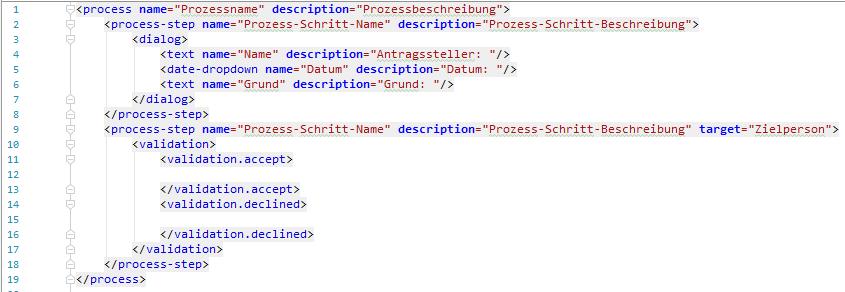 1 <process name="Prozessname" description="Prozessbeschreibung">
2 <process-step name="Prozess-Schritt-Name" description="Prozess-Schritt-Beschreibung">
3 <dialog>
4 <text name="Name" description="Antragssteller: "/>
5 <date-dropdown name="Datum" description="Datum: "/>
6 <text name="Grund" description="Grund: "/>
7 </dialog>
8 </process-step>
9 <process-step name="Prozess-Schritt-Name" description="Prozess-Schritt-Beschreibung" target="Zielperson">
10 <validation>
11 <validation.accept>
12
13 </validation.accept>
14 <validation.declined>
15
16 </validation.declined>
17 </validation>
18 </process-step>
19 </process>